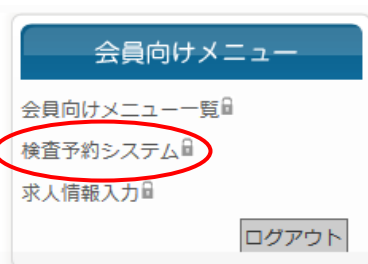 会員向けメニュー
会員向けメニュー一覧
検査予約システム
求人情報入力
ログアウト